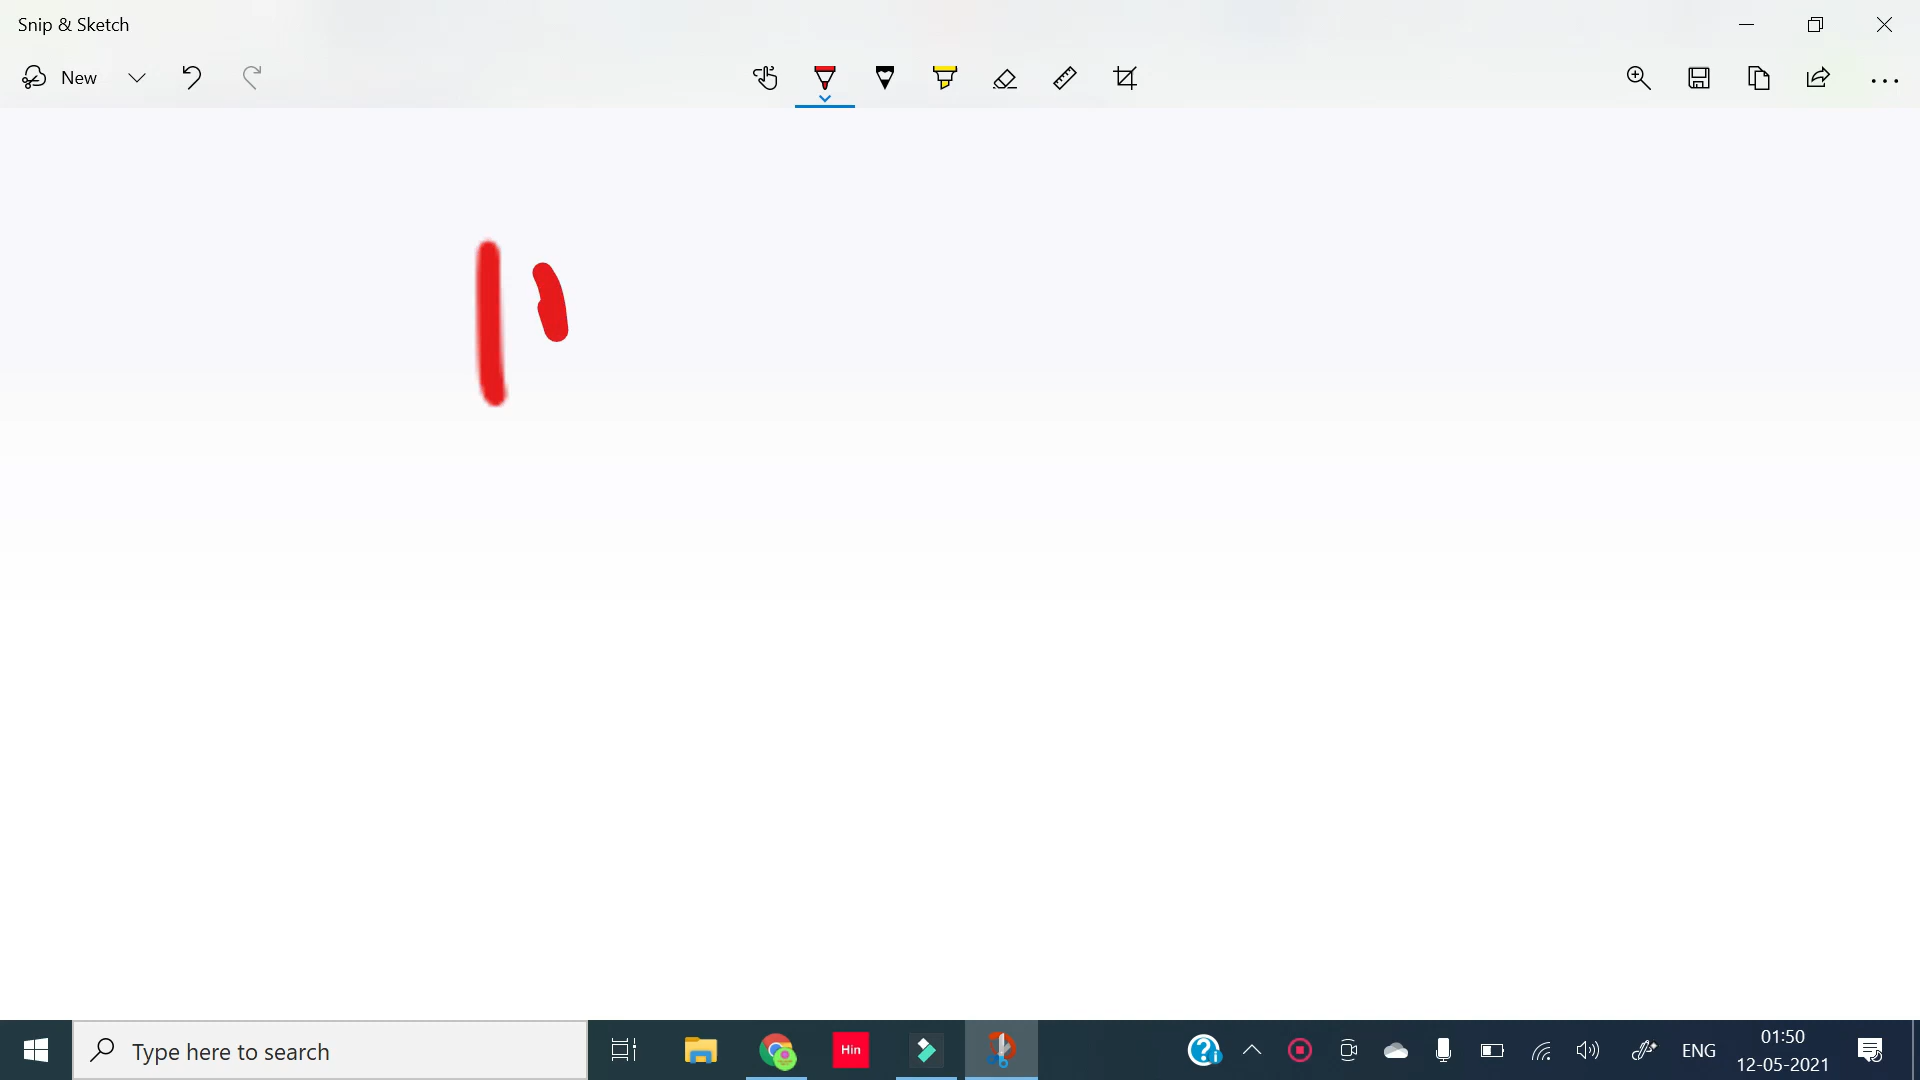 Snip & Sketch
New
Type here to search
Hin
ENG
01:50
12-05-2021